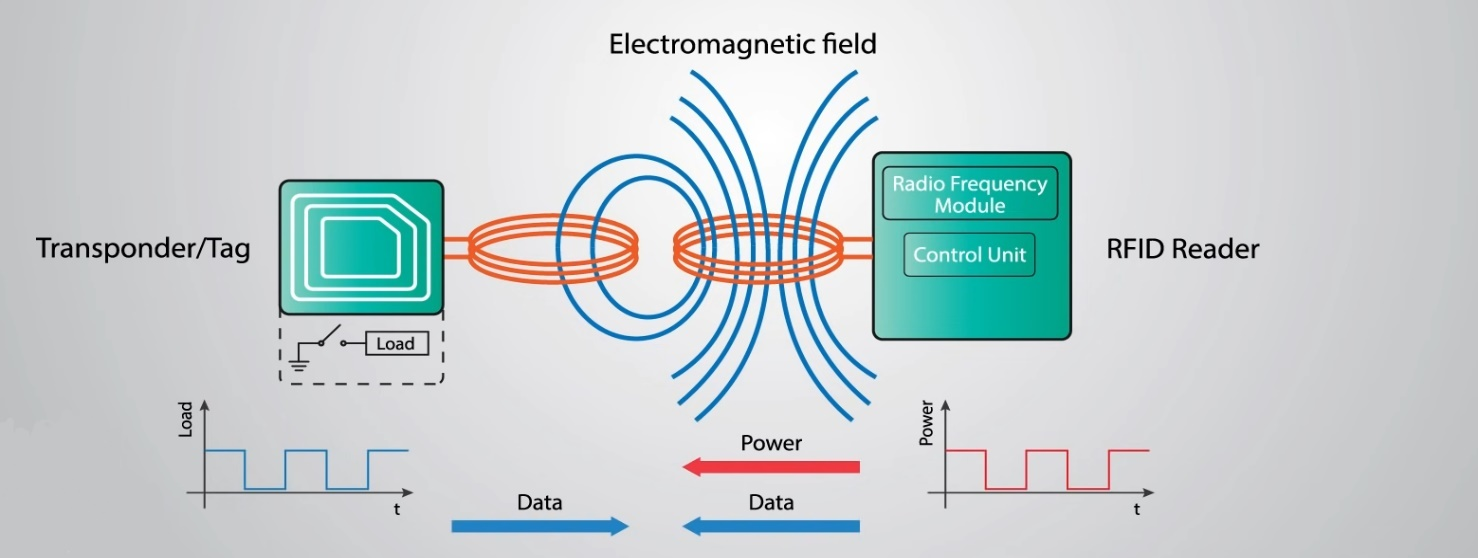 Electromagnetic field
Transponder/Tag
Radio Frequency
Module
Control Unit
RFID Reader
Load
Load
t
Power
Data
Data
Power
t